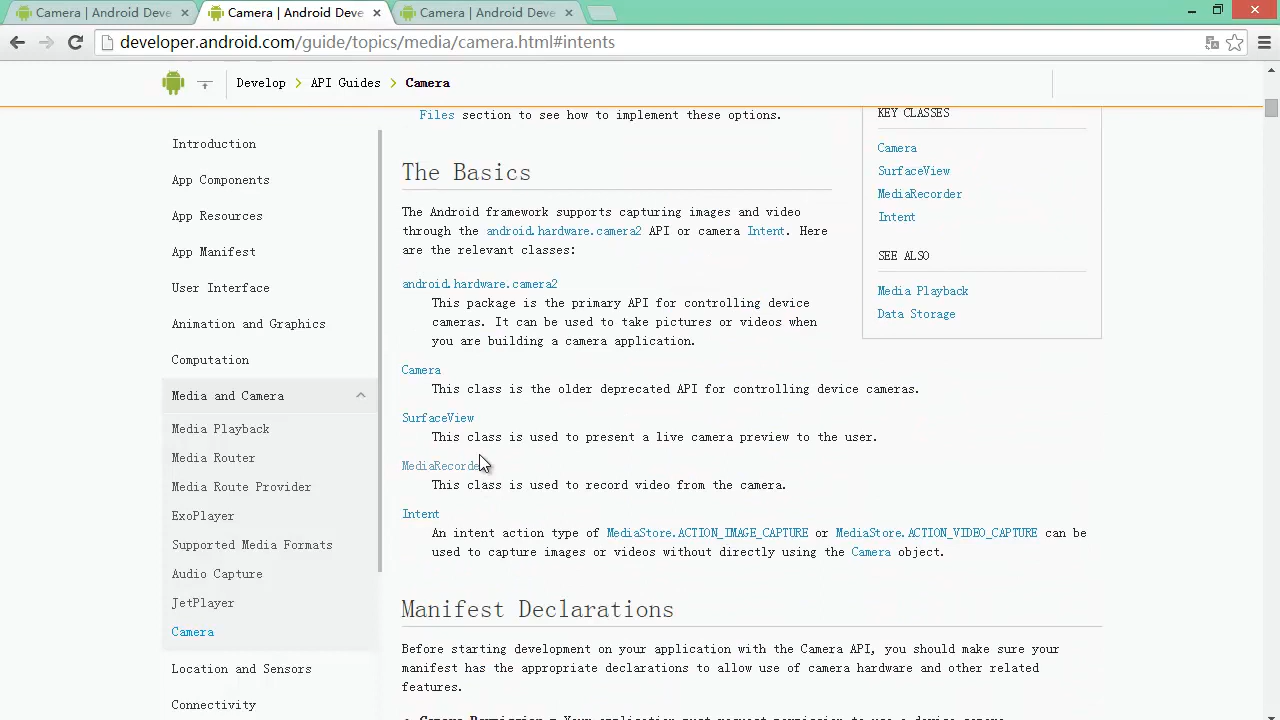 Camera | Android Deve
Camera | Android Deve
Camera | Android Deve
developer.android.com/guide/topics/media/camera.html#intents
Develop > API Guides > Camera
Introduction
App Components
App Resources
App Manifest
User Interface
Animation and Graphics
Computation
Media and Camera
Media Playback
Media Router
Media Route Provider
ExoPlayer
Supported Media Formats
Audio Capture
JetPlayer
Camera
Location and Sensors
Connectivity
Files section to see how to implement these options.
The Basics
The Android framework supports capturing images and video
through the android.hardware.camera2 API or camera Intent. Here
are the relevant classes:
android.hardware.camera2
This package is the primary API for controlling device
cameras. It can be used to take pictures or videos when
you are building a camera application.
Camera
This class is the older deprecated API for controlling device cameras.
SurfaceView
This class is used to present a live camera preview to the user.
MediaRecorder
This class is used to record video from the camera.
Intent
An intent action type of MediaStore.ACTION_IMAGE_CAPTURE or MediaStore.ACTION_VIDEO_CAPTURE can be
used to capture images or videos without directly using the Camera object.
Manifest Declarations
Before starting development on your application with the Camera API, you should make sure your
manifest has the appropriate declarations to allow use of camera hardware and other related
features.
• Camera Permission - Your application must request permission to use a device camera.
KEY CLASSES
Camera
SurfaceView
MediaRecorder
Intent
SEE ALSO
Media Playback
Data Storage